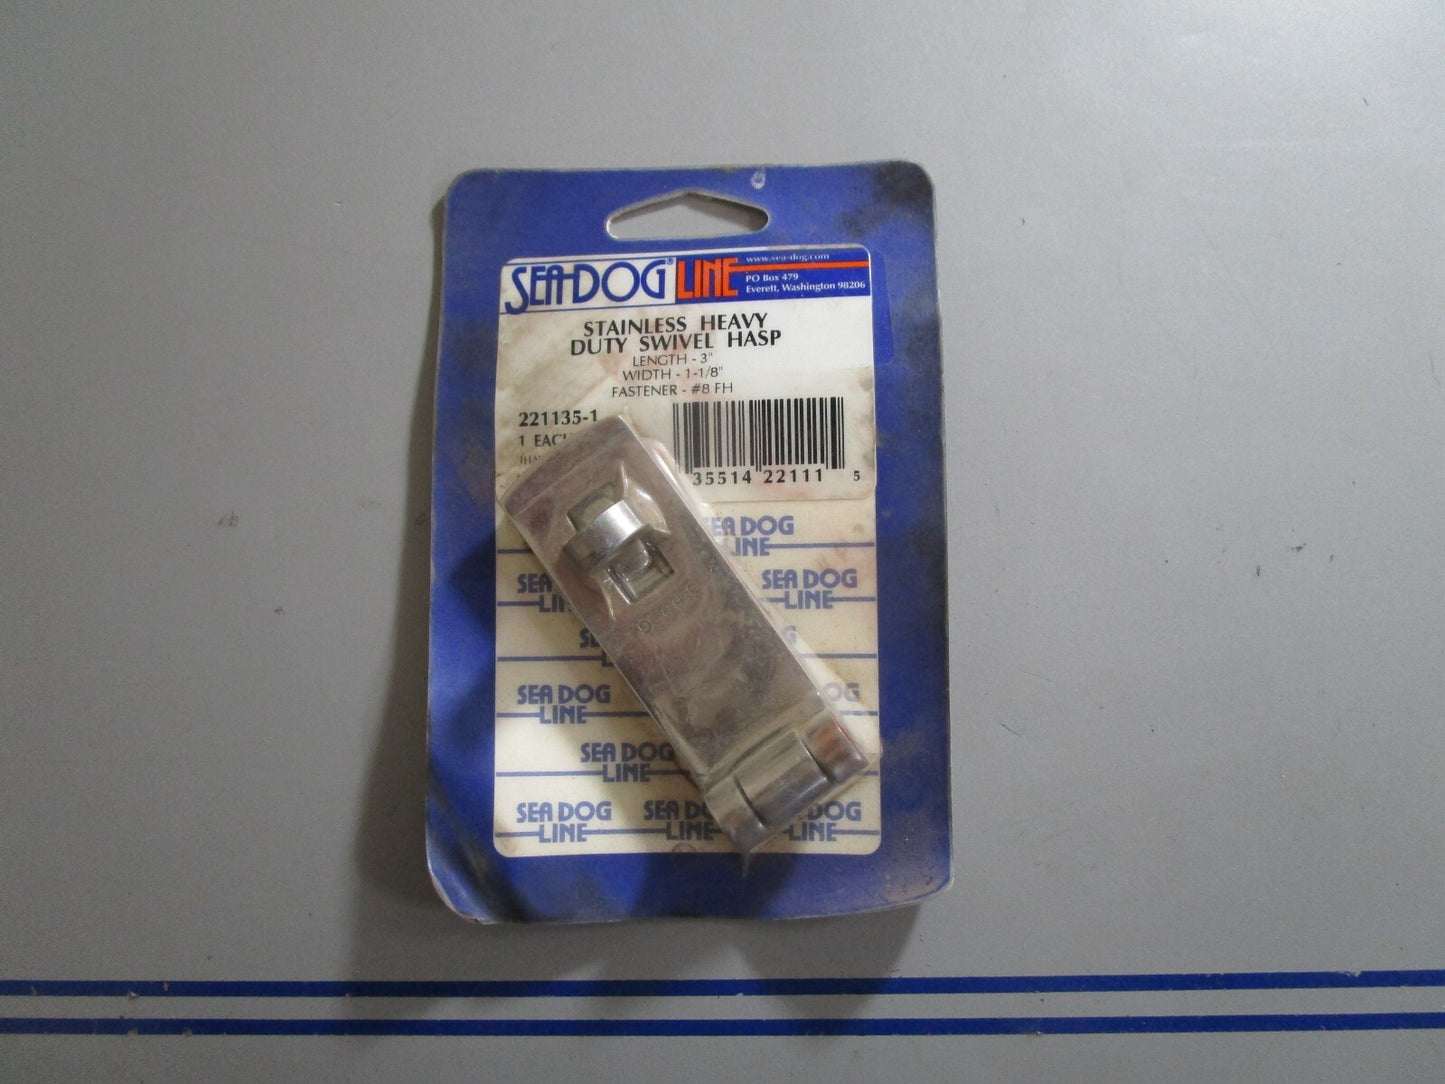 SEA-DOG® LINE
www.sea-dog.com
PO Box 479
Everett, Washington 98206
STAINLESS HEAVY
DUTY SWIVEL HASP
LENGTH - 3"
WIDTH - 1-1/8"
FASTENER - #8 FH
221135-1
1 EACH
35514 22111 5
SEA DOG
LINE
SEA DOG
LINE
SEA DOG
LINE
SEA DOG
LINE
SEA DOG
LINE
SEA DOG
LINE
SEA DOG
LINE